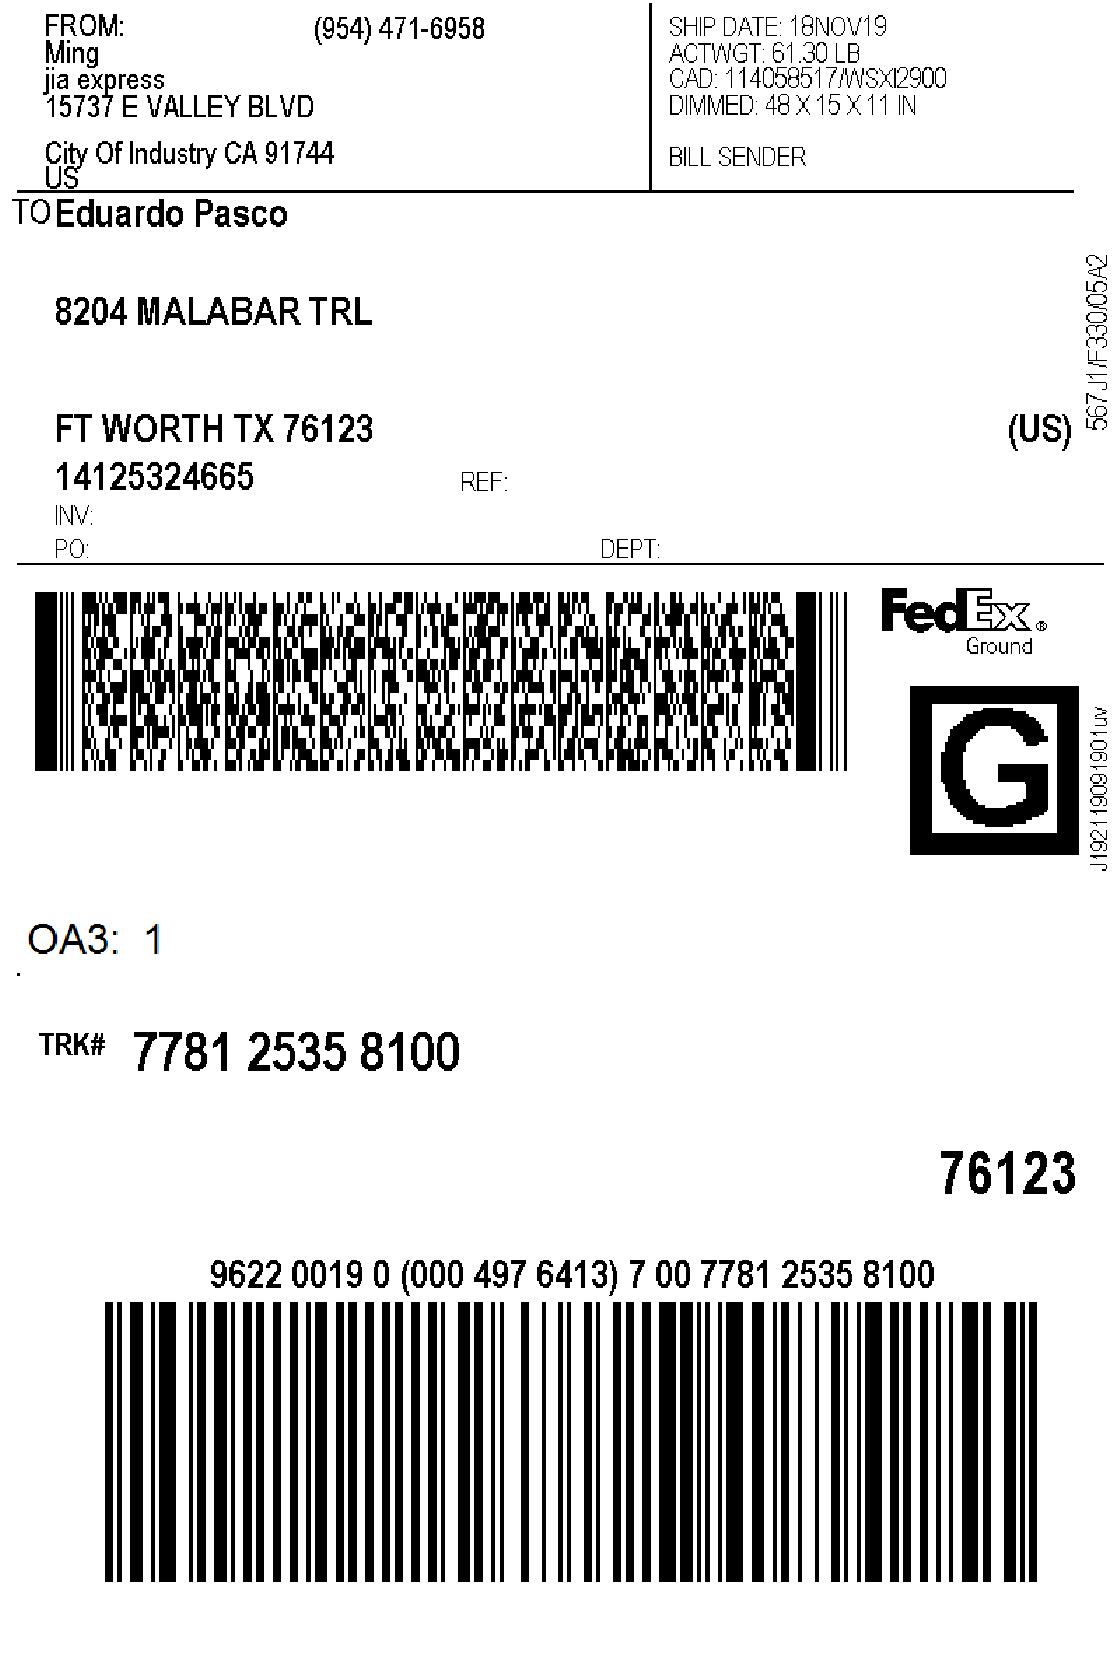 FROM: (954) 471-6958
Ming
jia express
15737 E VALLEY BLVD
City Of Industry CA 91744
US
SHIP DATE: 18NOV19
ACTWGT: 61.30 LB
CAD: 114058517/WSXI2900
DIMMED: 48 X 15 X 11 IN
BILL SENDER
TO Eduardo Pasco
8204 MALABAR TRL
FT WORTH TX 76123 (US)
14125324665 REF:
INV:
PO: DEPT:
567J1/F330/05A2
FedEx®
Ground
G
J192119091901uv
OA3: 1
TRK# 7781 2535 8100
76123
9622 0019 0 (000 497 6413) 7 00 7781 2535 8100